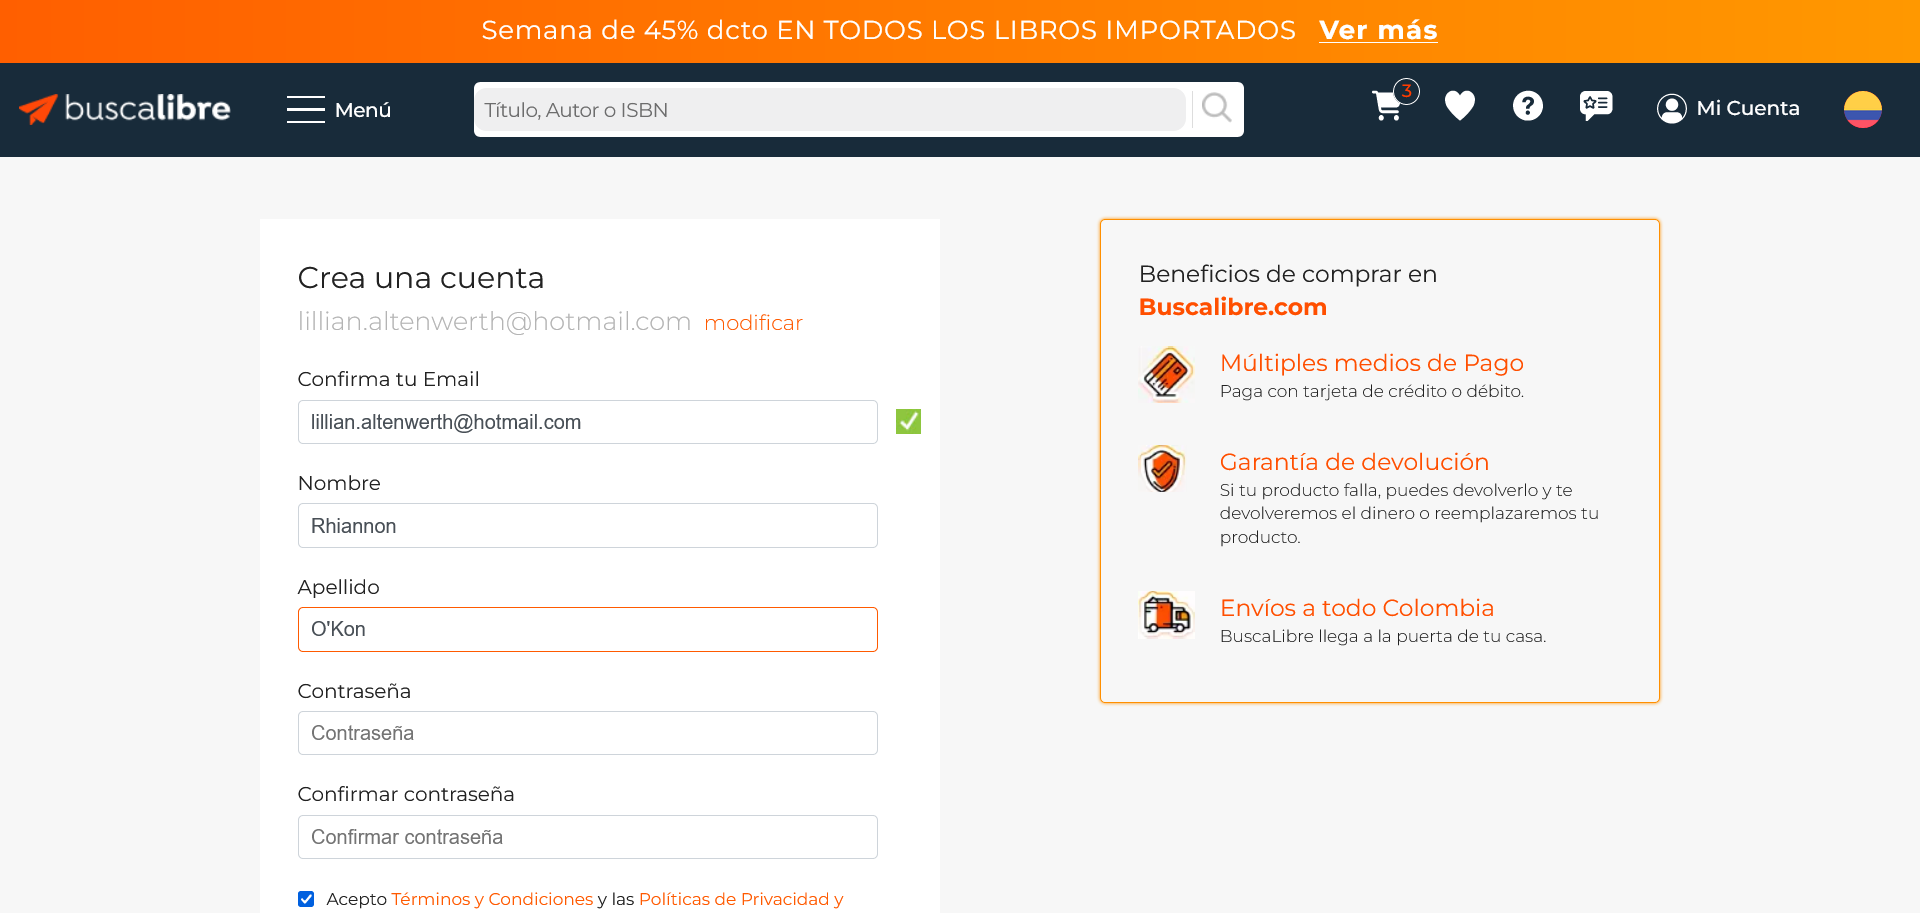 Semana de 45% dcto EN TODOS LOS LIBROS IMPORTADOS Ver más
buscalibre
Menú
Título, Autor o ISBN
3
Mi Cuenta
Crea una cuenta
lillian.altenwerth@hotmail.com modificar
Confirma tu Email
lillian.altenwerth@hotmail.com
Nombre
Rhiannon
Apellido
O'Kon
Contraseña
Contraseña
Confirmar contraseña
Confirmar contraseña
Acepto Términos y Condiciones y las Políticas de Privacidad y
Beneficios de comprar en
Buscalibre.com
Múltiples medios de Pago
Paga con tarjeta de crédito o débito.
Garantía de devolución
Si tu producto falla, puedes devolverlo y te
devolveremos el dinero o reemplazaremos tu
producto.
Envíos a todo Colombia
BuscaLibre llega a la puerta de tu casa.